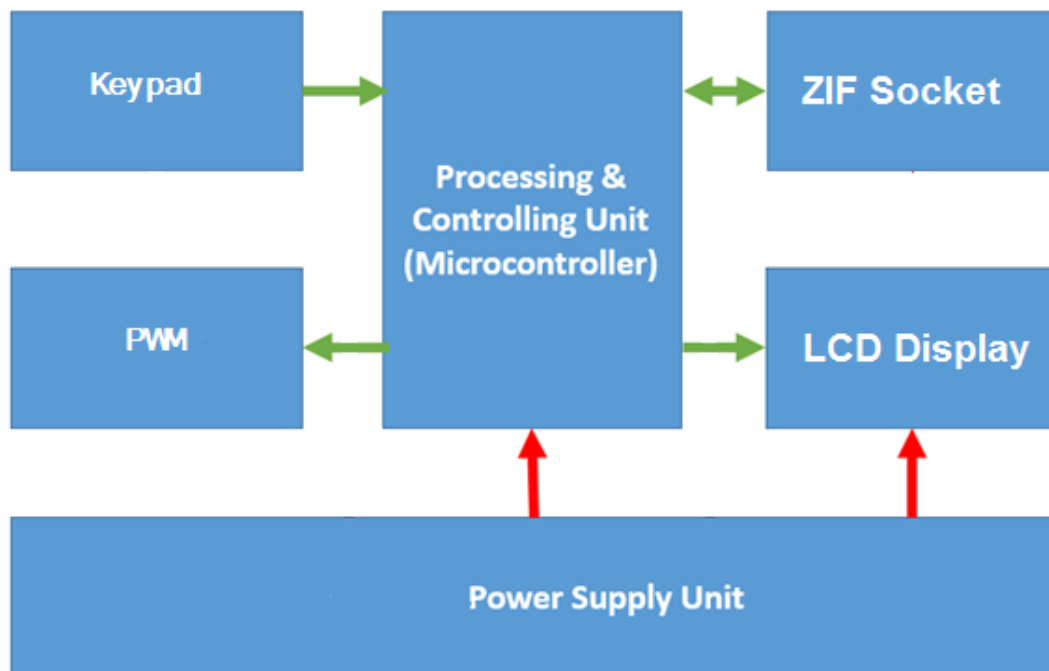 Keypad
ZIF Socket
Processing &
Controlling Unit
(Microcontroller)
PWM
LCD Display
Power Supply Unit